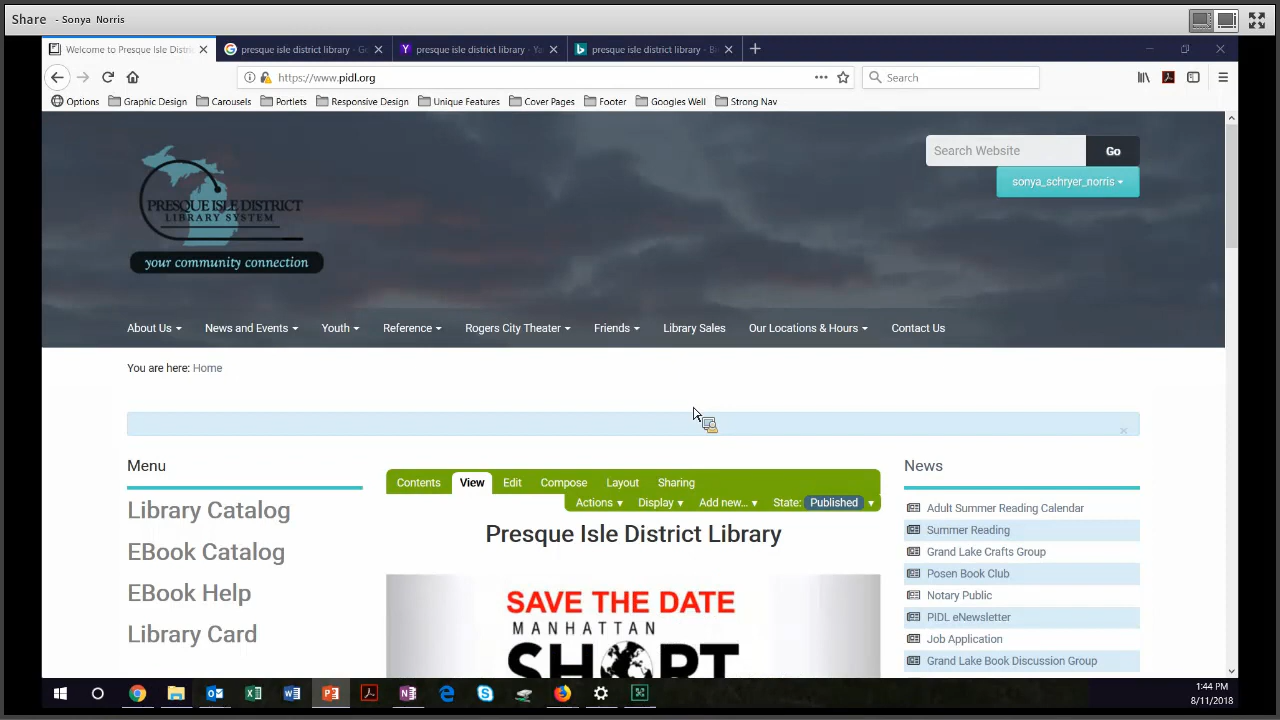 Share - Sonya Norris
Welcome to Presque Isle Distric
presque isle district library - Go
presque isle district library - Ya
presque isle district library - Bi
https://www.pidl.org
Search
Options Graphic Design Carousels Portlets Responsive Design Unique Features Cover Pages Footer Googles Well Strong Nav
Search Website Go
sonya_schryer_norris
PRESQUE ISLE DISTRICT
LIBRARY SYSTEM
your community connection
About Us News and Events Youth Reference Rogers City Theater Friends Library Sales Our Locations & Hours Contact Us
You are here: Home
Menu
Library Catalog
EBook Catalog
EBook Help
Library Card
Contents View Edit Compose Layout Sharing
Actions Display Add new... State: Published
Presque Isle District Library
SAVE THE DATE
MANHATTAN
SHORT
News
Adult Summer Reading Calendar
Summer Reading
Grand Lake Crafts Group
Posen Book Club
Notary Public
PIDL eNewsletter
Job Application
Grand Lake Book Discussion Group
1:44 PM
8/11/2018